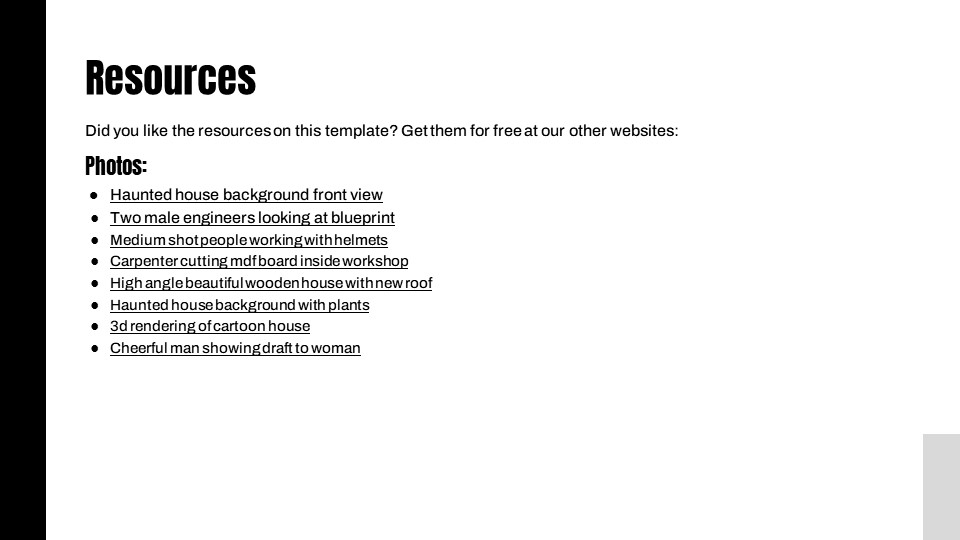 Resources
Did you like the resources on this template? Get them for free at our other websites:
Photos:
● Haunted house background front view
● Two male engineers looking at blueprint
● Medium shot people working with helmets
● Carpenter cutting mdf board inside workshop
● High angle beautiful wooden house with new roof
● Haunted house background with plants
● 3d rendering of cartoon house
● Cheerful man showing draft to woman